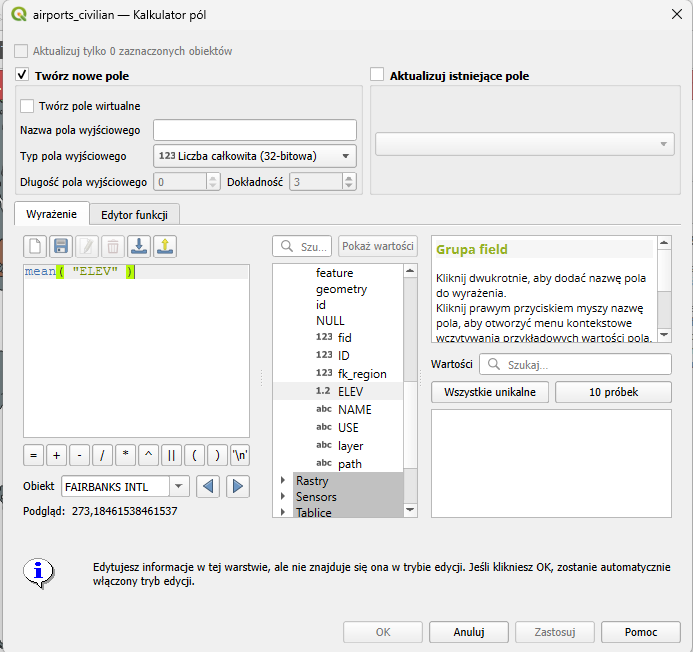 airports_civilian — Kalkulator pól
Aktualizuj tylko 0 zaznaczonych obiektów
Twórz nowe pole
Aktualizuj istniejące pole
Twórz pole wirtualne
Nazwa pola wyjściowego
Typ pola wyjściowego
123 Liczba całkowita (32-bitowa)
Długość pola wyjściowego
0
Dokładność
3
Wyrażenie
Edytor funkcji
Szu...
Pokaż wartości
mean( "ELEV" )
feature
geometry
id
NULL
123 fid
123 ID
123 fk_region
1.2 ELEV
abc NAME
abc USE
abc layer
abc path
Rastry
Sensors
Tablice
Grupa field
Kliknij dwukrotnie, aby dodać nazwę pola
do wyrażenia.
Kliknij prawym przyciskiem myszy nazwę
pola, aby otworzyć menu kontekstowe
wczytywania przykładowych wartości pola.
Wartości
Szukaj...
Wszystkie unikalne
10 próbek
= + - / * ^ || ( ) '\n'
Obiekt
FAIRBANKS INTL
Podgląd: 273,18461538461537
Edytujesz informacje w tej warstwie, ale nie znajduje się ona w trybie edycji. Jeśli klikniesz OK, zostanie automatycznie
włączony tryb edycji.
OK
Anuluj
Zastosuj
Pomoc